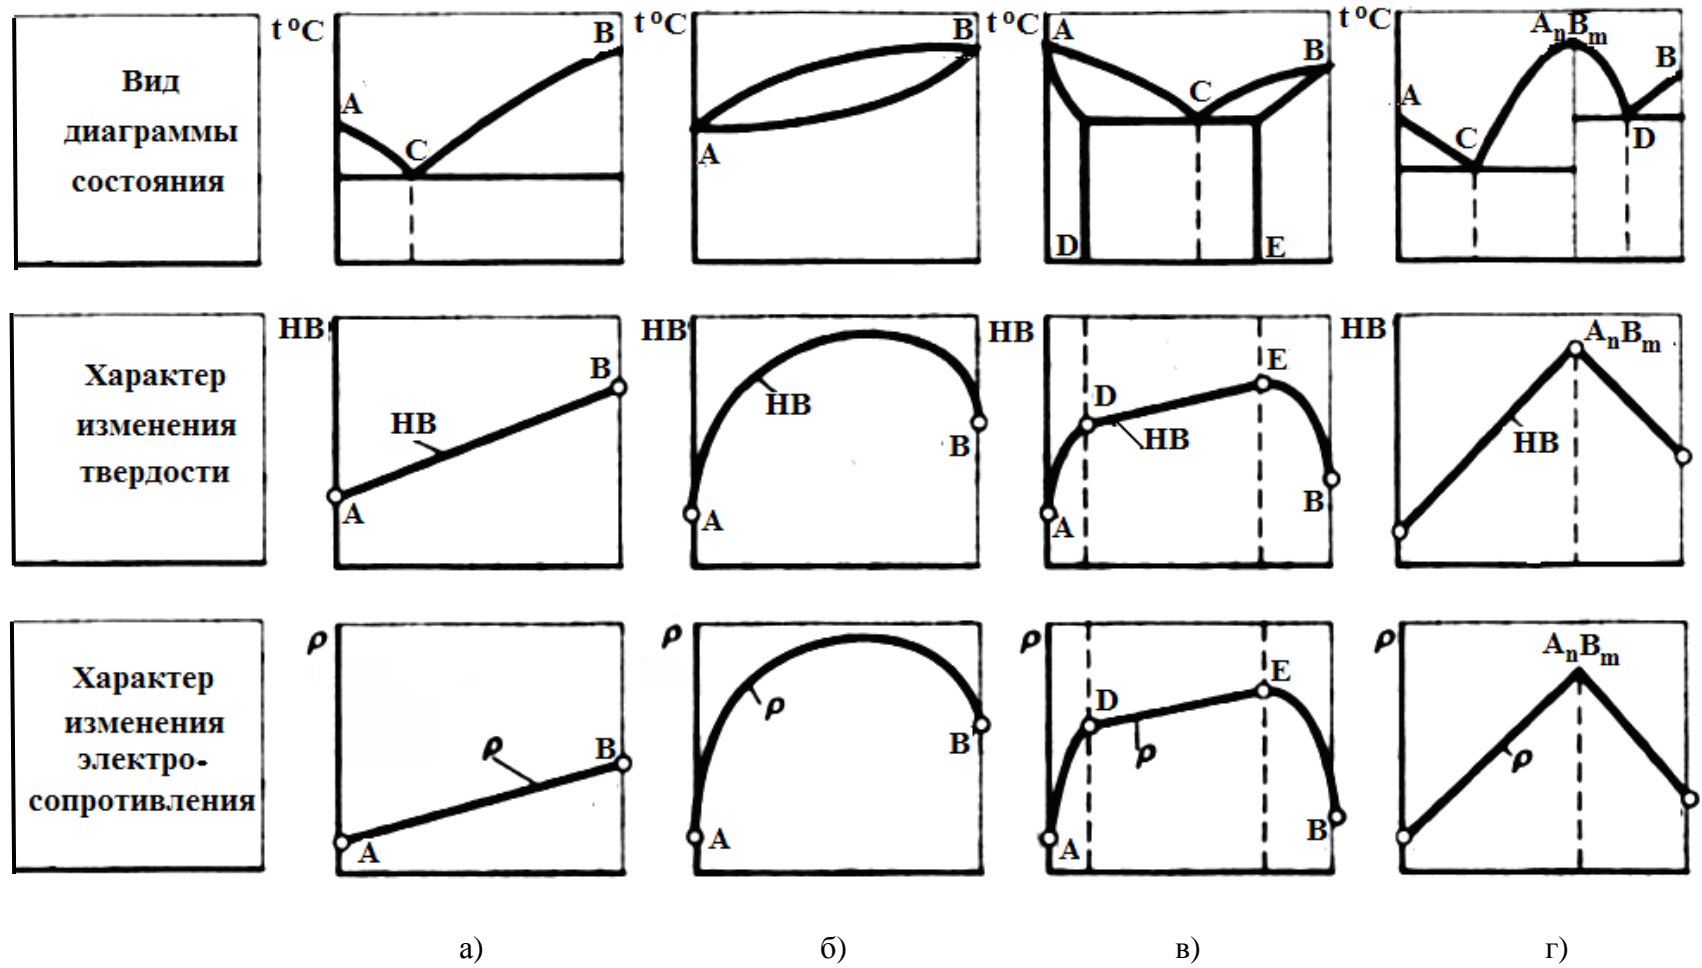 Вид
диаграммы
состояния
t °C
A
B
C
t °C
A
B
t °C
A
B
C
D
E
t °C
A
AnBm
B
C
D
Характер
изменения
твердости
HB
HB
A
B
HB
HB
A
B
HB
A
D
HB
E
B
HB
HB
AnBm
Характер
изменения
электро-
сопротивления
ρ
ρ
A
B
ρ
ρ
A
B
ρ
A
D
ρ
E
B
ρ
ρ
AnBm
а)
б)
в)
г)